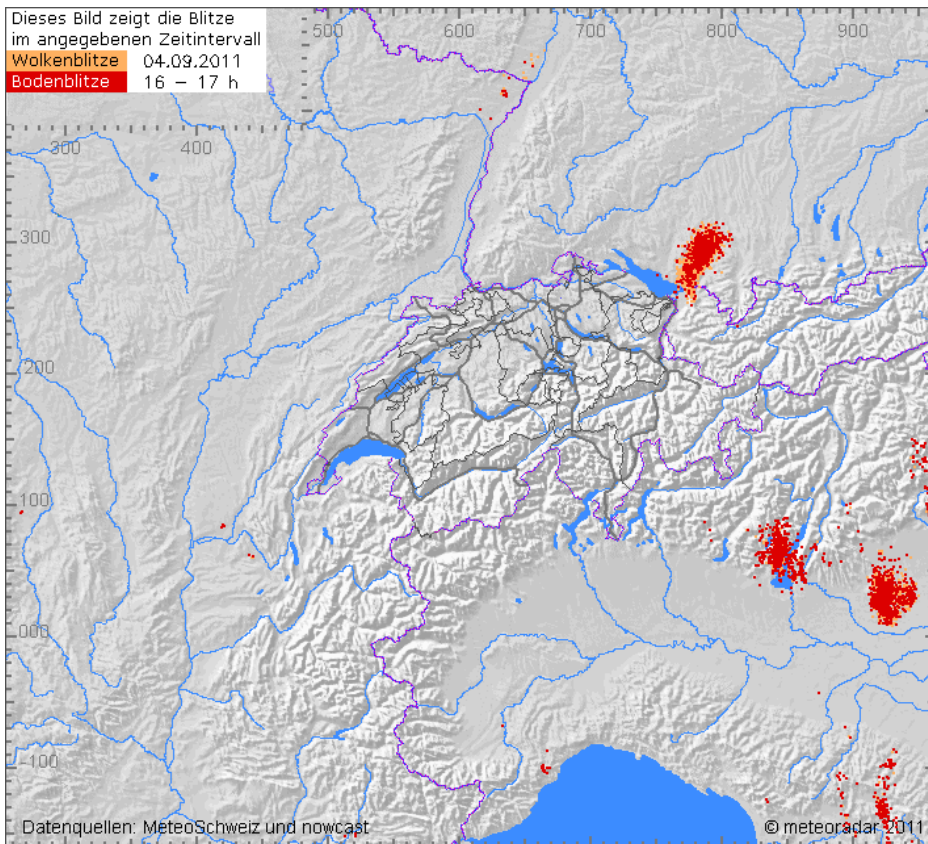 Dieses Bild zeigt die Blitze
im angegebenen Zeitintervall
Wolkenblitze 04.09.2011
Bodenblitze 16 – 17 h
500 600 700 800 900
300 400
300
200
100
000
-100
Datenquellen: MeteoSchweiz und nowcast
© meteoradar 2011